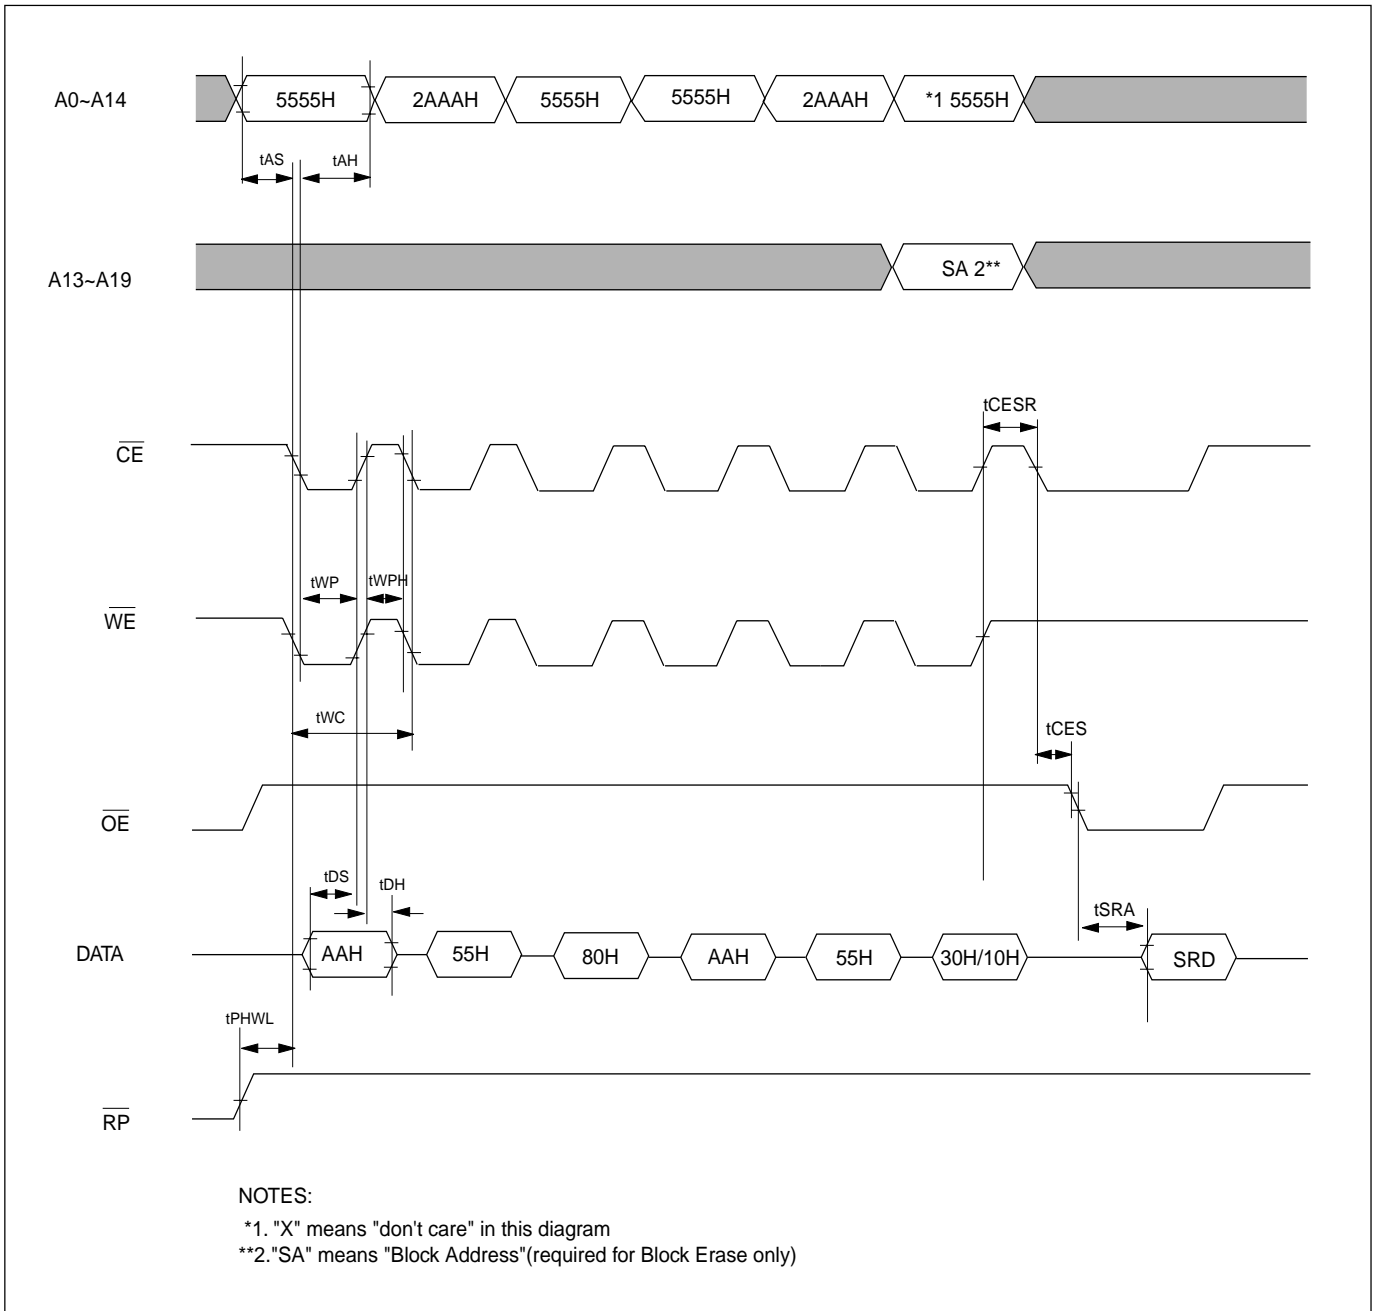 A0~A14 5555H 2AAAH 5555H 5555H 2AAAH *1 5555H
tAS tAH
A13~A19 SA 2**
tCESR
CE
tWP tWPH
WE
tWC
tCES
OE
tDS tDH
tSRA
DATA AAH 55H 80H AAH 55H 30H/10H SRD
tPHWL
RP
NOTES:
*1. "X" means "don't care" in this diagram
**2."SA" means "Block Address"(required for Block Erase only)